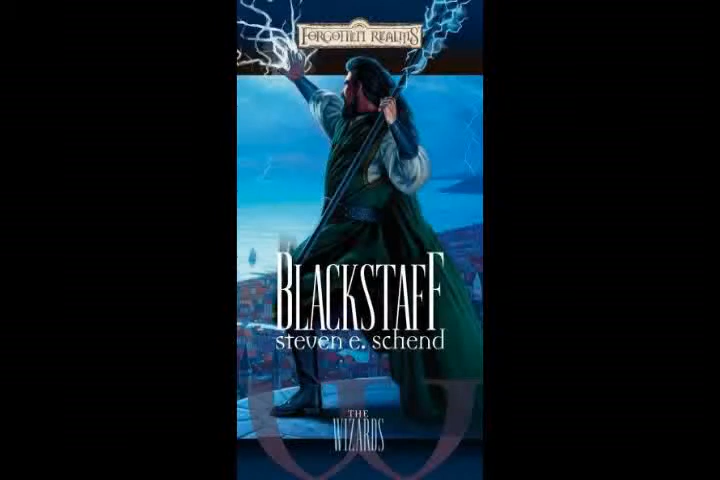 FORGOTTEN REALMS
BLACKSTAFF
steven e. schend
THE
WIZARDS
W